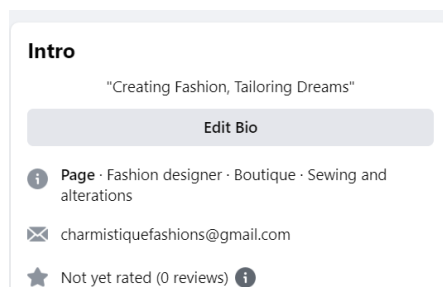 Intro
"Creating Fashion, Tailoring Dreams"
Edit Bio
Page · Fashion designer · Boutique · Sewing and
alterations
charmistiquefashions@gmail.com
Not yet rated (0 reviews)